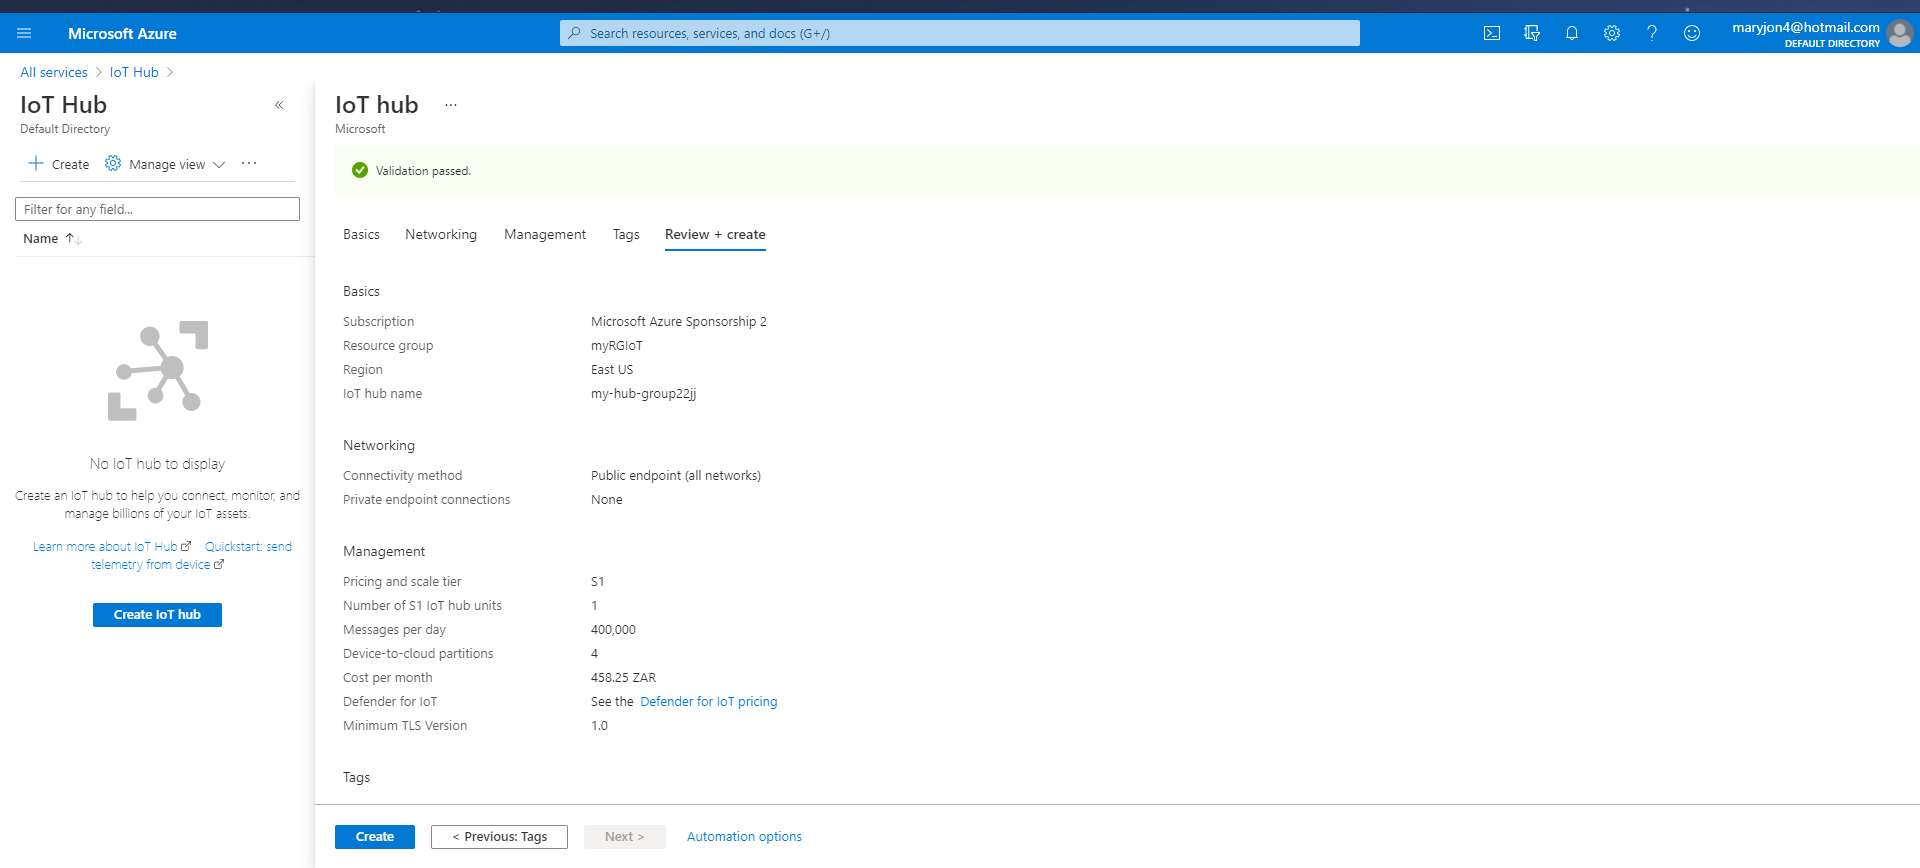 Microsoft Azure
Search resources, services, and docs (G+/)
maryjon4@hotmail.com
DEFAULT DIRECTORY
All services > IoT Hub >
IoT Hub
«
Default Directory
+ Create Manage view ...
Filter for any field...
Name ↑↓
No IoT hub to display
Create an IoT hub to help you connect, monitor, and
manage billions of your IoT assets.
Learn more about IoT Hub Quickstart: send
telemetry from device
Create IoT hub
IoT hub ...
Microsoft
Validation passed.
Basics Networking Management Tags Review + create
Basics
Subscription Microsoft Azure Sponsorship 2
Resource group myRGIoT
Region East US
IoT hub name my-hub-group22jj
Networking
Connectivity method Public endpoint (all networks)
Private endpoint connections None
Management
Pricing and scale tier S1
Number of S1 IoT hub units 1
Messages per day 400,000
Device-to-cloud partitions 4
Cost per month 458.25 ZAR
Defender for IoT See the Defender for IoT pricing
Minimum TLS Version 1.0
Tags
Create < Previous: Tags Next > Automation options